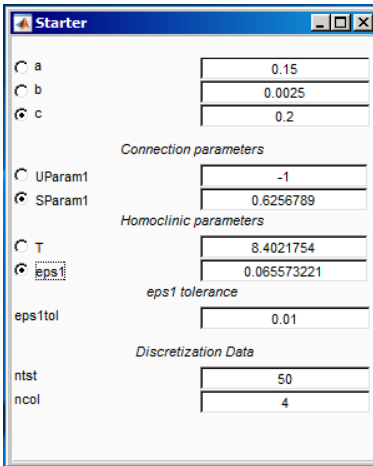 Starter
a 0.15
b 0.0025
c 0.2
Connection parameters
UParam1 -1
SParam1 0.6256789
Homoclinic parameters
T 8.4021754
eps1 0.065573221
eps1 tolerance
eps1tol 0.01
Discretization Data
ntst 50
ncol 4